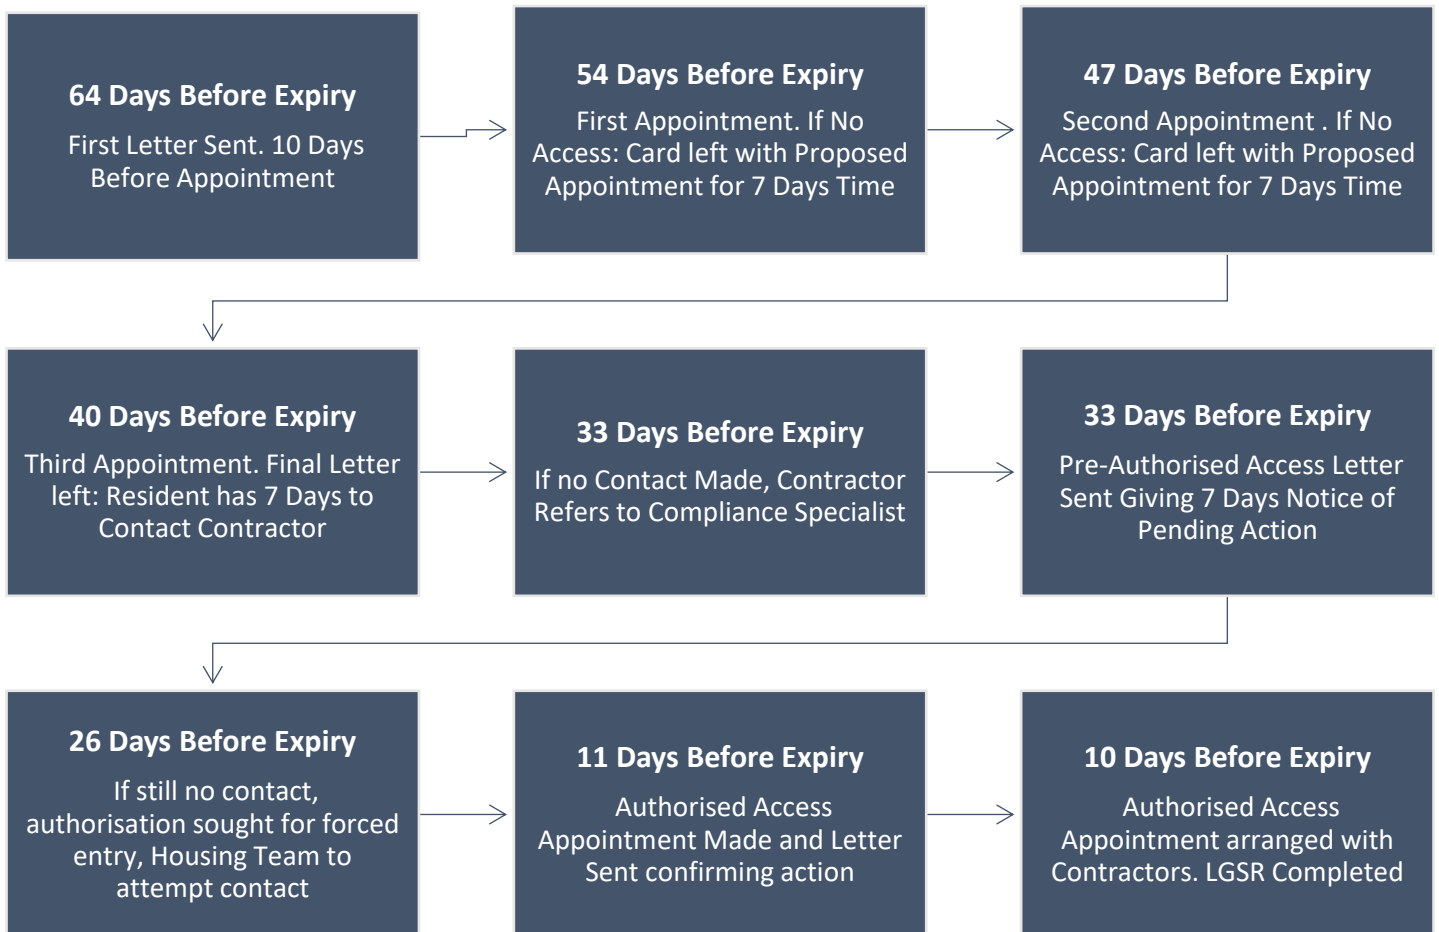 64 Days Before Expiry
First Letter Sent. 10 Days
Before Appointment
54 Days Before Expiry
First Appointment. If No
Access: Card left with Proposed
Appointment for 7 Days Time
47 Days Before Expiry
Second Appointment . If No
Access: Card left with Proposed
Appointment for 7 Days Time
40 Days Before Expiry
Third Appointment. Final Letter
left: Resident has 7 Days to
Contact Contractor
33 Days Before Expiry
If no Contact Made, Contractor
Refers to Compliance Specialist
33 Days Before Expiry
Pre-Authorised Access Letter
Sent Giving 7 Days Notice of
Pending Action
26 Days Before Expiry
If still no contact,
authorisation sought for forced
entry, Housing Team to
attempt contact
11 Days Before Expiry
Authorised Access
Appointment Made and Letter
Sent confirming action
10 Days Before Expiry
Authorised Access
Appointment arranged with
Contractors. LGSR Completed